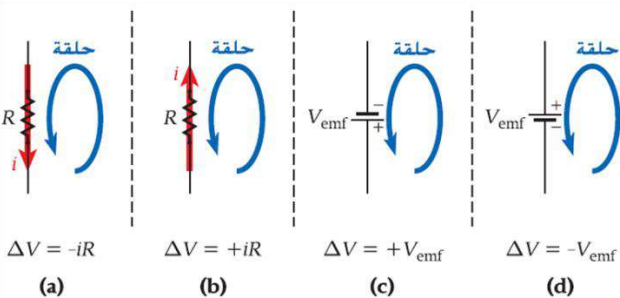 حلقة
حلقة
حلقة
حلقة
R
i
R
i
V_emf
−
+
V_emf
+
−
ΔV = -iR
ΔV = +iR
ΔV = +V_emf
ΔV = -V_emf
(a)
(b)
(c)
(d)